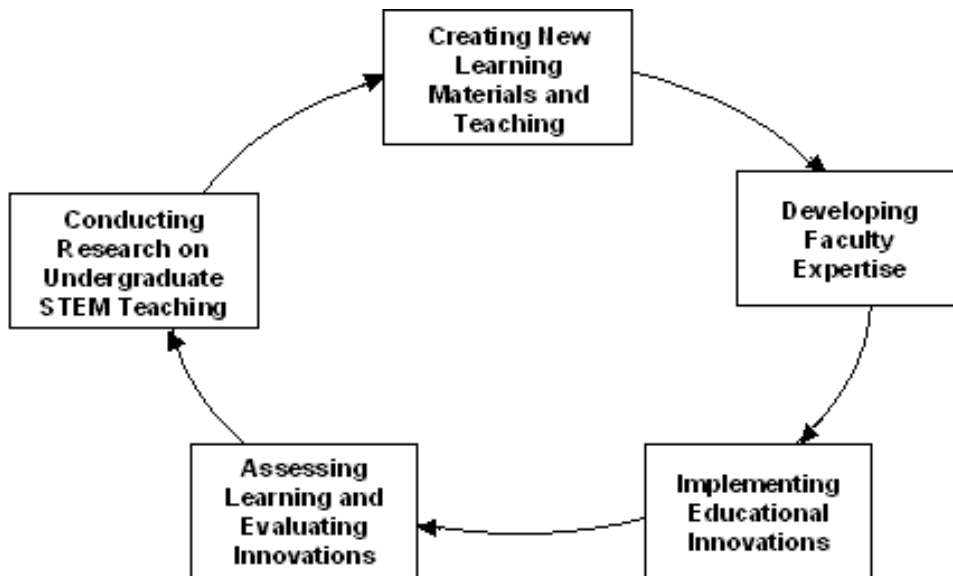 Creating New
Learning
Materials and
Teaching
Developing
Faculty
Expertise
Implementing
Educational
Innovations
Assessing
Learning and
Evaluating
Innovations
Conducting
Research on
Undergraduate
STEM Teaching